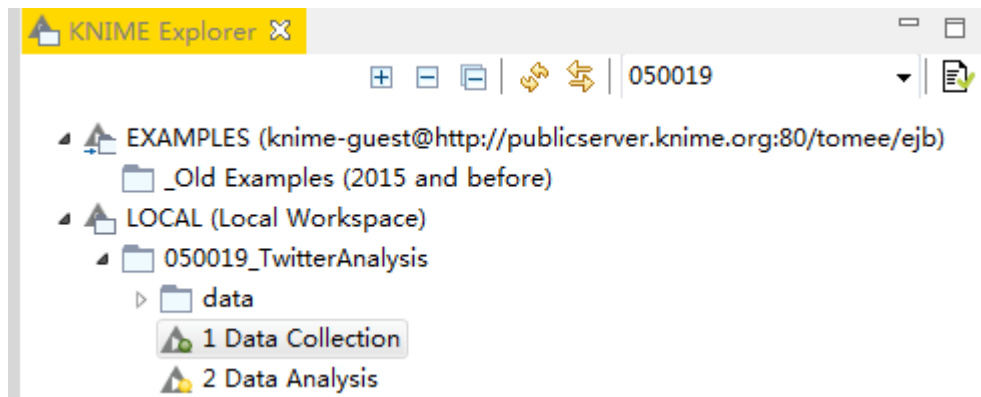 KNIME Explorer
050019
EXAMPLES (knime-guest@http://publicserver.knime.org:80/tomee/ejb)
_Old Examples (2015 and before)
LOCAL (Local Workspace)
050019_TwitterAnalysis
data
1 Data Collection
2 Data Analysis